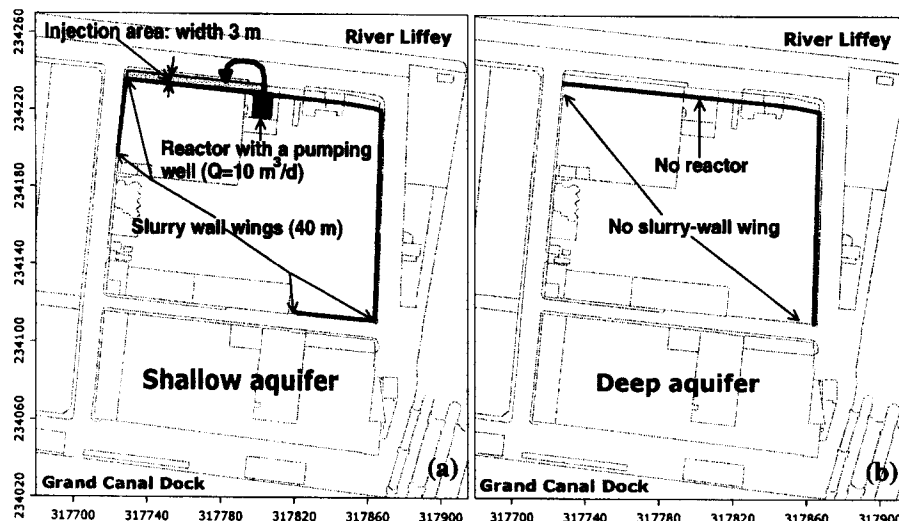 234260
234220
234180
234140
234100
234060
234020
Injection area: width 3 m
River Liffey
Reactor with a pumping
well (Q=10 m³/d)
Slurry wall wings (40 m)
Shallow aquifer
(a)
Grand Canal Dock
317700
317740
317780
317820
317860
317900
River Liffey
No reactor
No slurry-wall wing
Deep aquifer
(b)
Grand Canal Dock
317700
317740
317780
317820
317860
317900